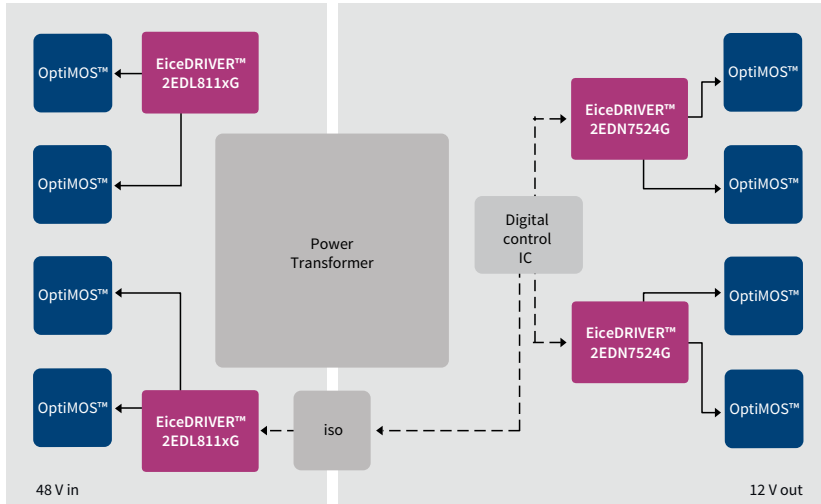 OptiMOS™
EiceDRIVER™
2EDL811xG
OptiMOS™
OptiMOS™
OptiMOS™
EiceDRIVER™
2EDL811xG
Power
Transformer
iso
Digital
control
IC
EiceDRIVER™
2EDN7524G
OptiMOS™
OptiMOS™
EiceDRIVER™
2EDN7524G
OptiMOS™
OptiMOS™
48 V in
12 V out